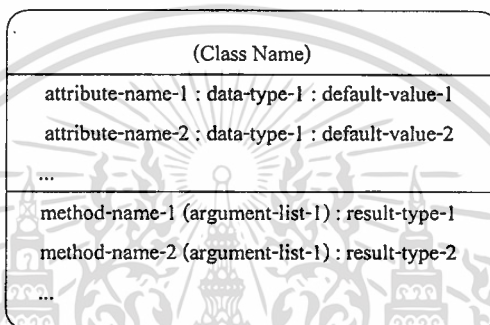 (Class Name)
attribute-name-1 : data-type-1 : default-value-1
attribute-name-2 : data-type-1 : default-value-2
...
method-name-1 (argument-list-1) : result-type-1
method-name-2 (argument-list-1) : result-type-2
...